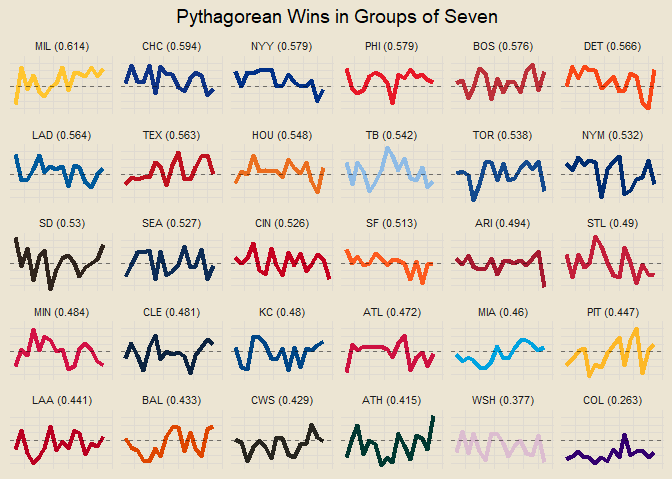 Pythagorean Wins in Groups of Seven
MIL (0.614) CHC (0.594) NYY (0.579) PHI (0.579) BOS (0.576) DET (0.566)
LAD (0.564) TEX (0.563) HOU (0.548) TB (0.542) TOR (0.538) NYM (0.532)
SD (0.53) SEA (0.527) CIN (0.526) SF (0.513) ARI (0.494) STL (0.49)
MIN (0.484) CLE (0.481) KC (0.48) ATL (0.472) MIA (0.46) PIT (0.447)
LAA (0.441) BAL (0.433) CWS (0.429) ATH (0.415) WSH (0.377) COL (0.263)